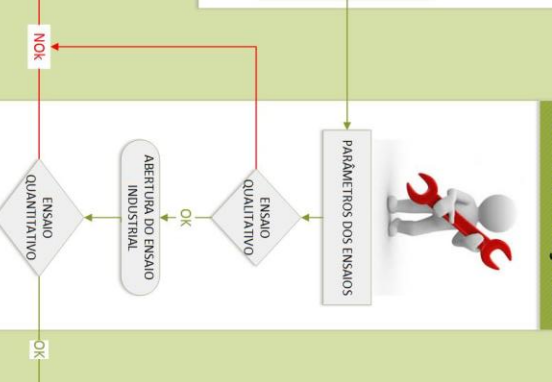 PARÂMETROS DOS ENSAIOS
ENSAIO
QUALITATIVO
OK
NOk
ABERTURA DO ENSAIO
INDUSTRIAL
ENSAIO
QUANTITATIVO
OK